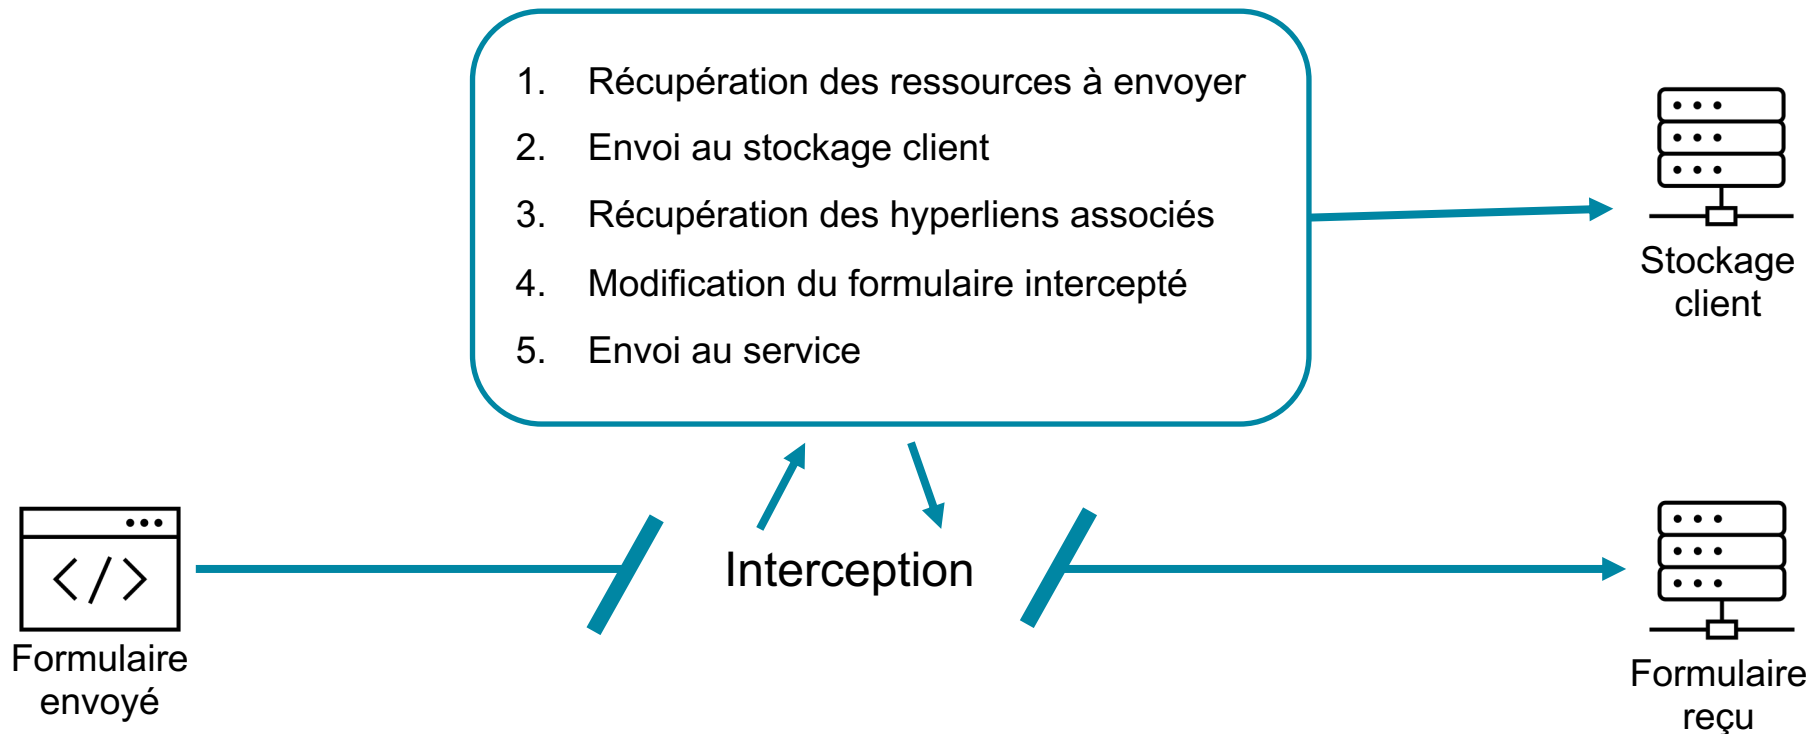 1. Récupération des ressources à envoyer
2. Envoi au stockage client
3. Récupération des hyperliens associés
4. Modification du formulaire intercepté
5. Envoi au service
Stockage
client
Interception
</>
Formulaire
envoyé
Formulaire
reçu